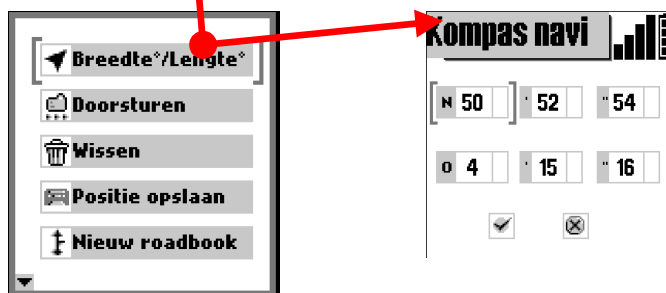 Breedte°/Lengte°
Doorsturen
Wissen
Positie opslaan
Nieuw roadbook
Kompas navi
N 50 ' 52 " 54
O 4 ' 15 " 16